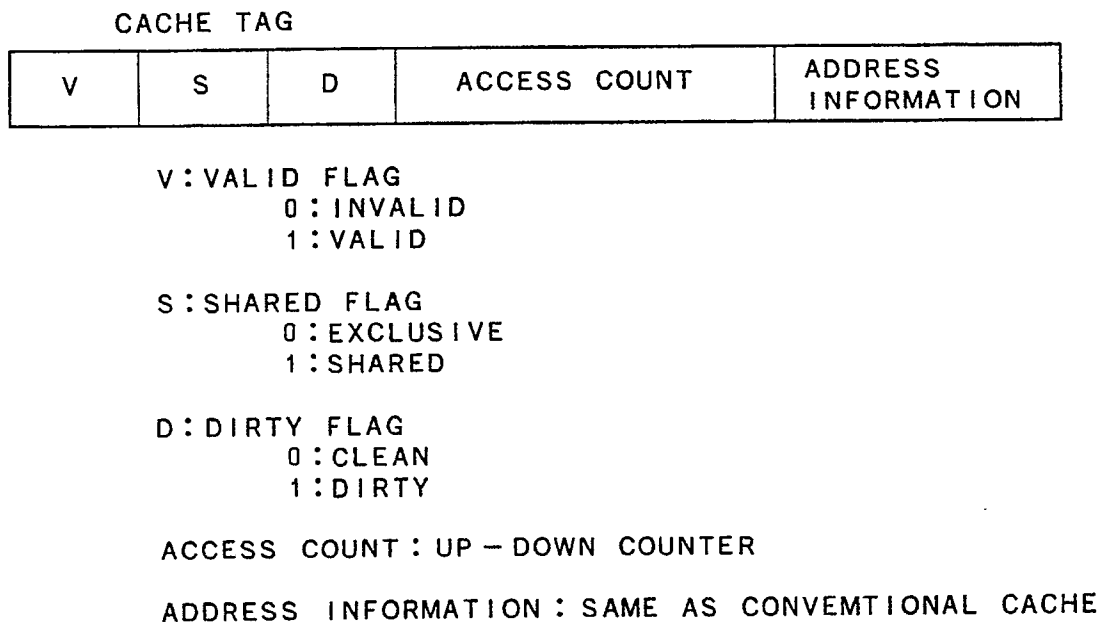 CACHE TAG
V S D ACCESS COUNT ADDRESS INFORMATION
V:VALID FLAG
0:INVALID
1:VALID
S:SHARED FLAG
0:EXCLUSIVE
1:SHARED
D:DIRTY FLAG
0:CLEAN
1:DIRTY
ACCESS COUNT:UP-DOWN COUNTER
ADDRESS INFORMATION:SAME AS CONVEMTIONAL CACHE